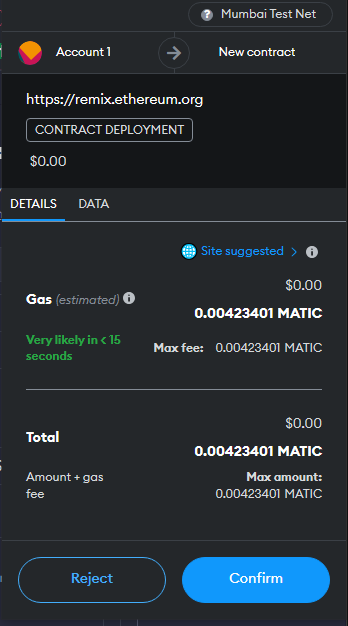 Mumbai Test Net
Account 1
New contract
https://remix.ethereum.org
CONTRACT DEPLOYMENT
$0.00
DETAILS
DATA
Site suggested >
$0.00
Gas (estimated)
0.00423401 MATIC
Very likely in < 15
seconds
Max fee: 0.00423401 MATIC
$0.00
Total
0.00423401 MATIC
Amount + gas
fee
Max amount:
0.00423401 MATIC
Reject
Confirm